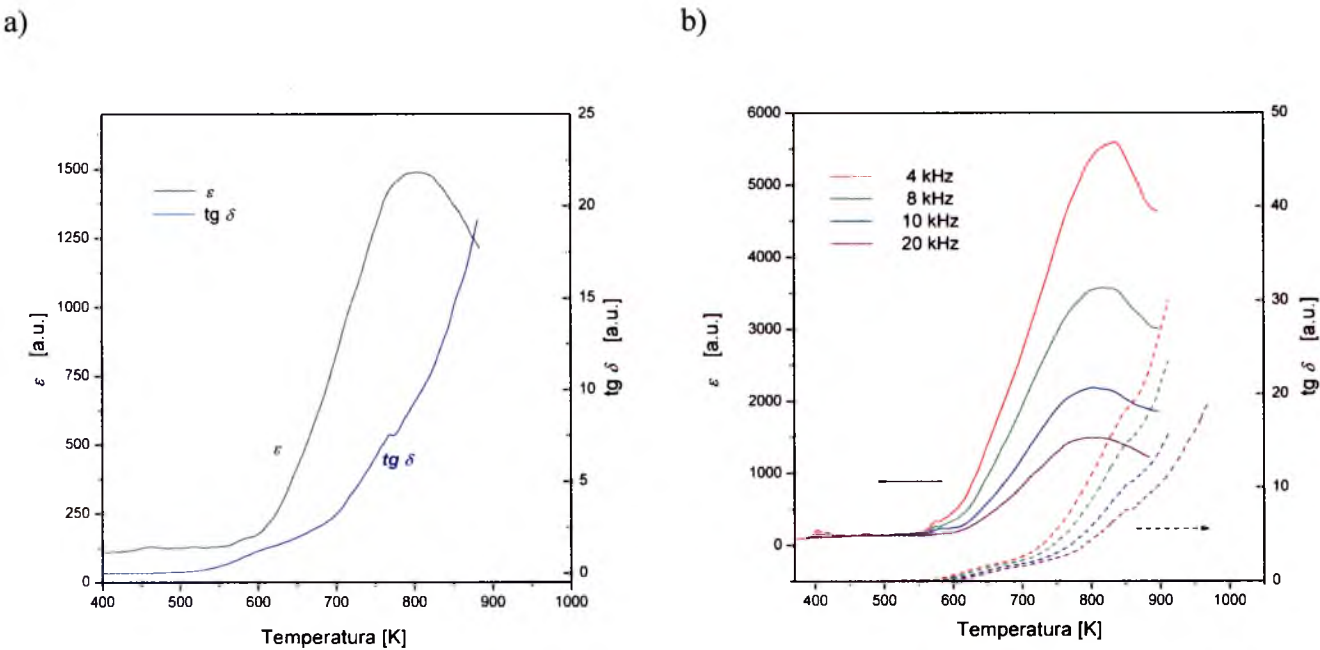 a)
1500
1250
1000
750
500
250
0
ε [a.u.]
25
20
15
10
5
0
tg δ [a.u.]
ε
tg δ
ε
tg δ
400 500 600 700 800 900 1000
Temperatura [K]
b)
6000
5000
4000
3000
2000
1000
0
ε [a.u.]
50
40
30
20
10
0
tg δ [a.u.]
4 kHz
8 kHz
10 kHz
20 kHz
400 500 600 700 800 900 1000
Temperatura [K]